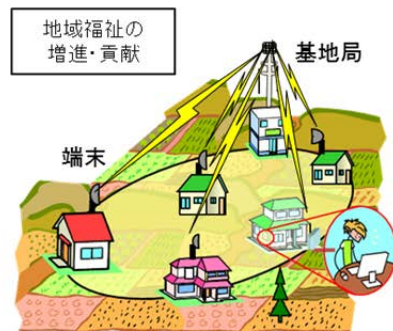 地域福祉の
増進・貢献
基地局
端末